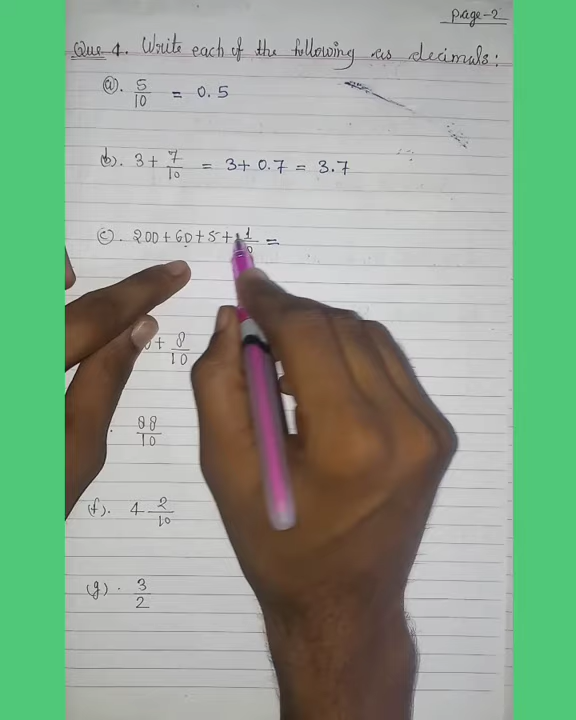 page-2
Que 4. Write each of the following as decimals:
(a). 5/10 = 0.5
(b). 3 + 7/10 = 3 + 0.7 = 3.7
(c). 200 + 60 + 5 + 1/10 =
+ 8/10
88/10
(f). 4 2/10
(g). 3/2